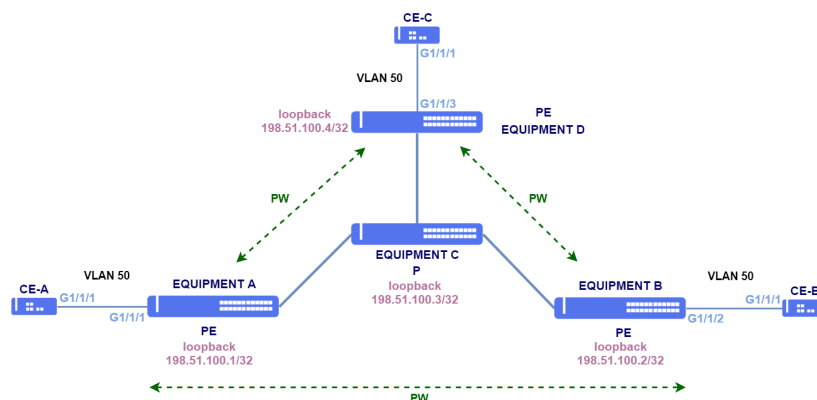 CE-C
G1/1/1
VLAN 50
G1/1/3
loopback
198.51.100.4/32
PE
EQUIPMENT D
PW
PW
EQUIPMENT C
P
loopback
198.51.100.3/32
CE-A
VLAN 50
G1/1/1
G1/1/1
EQUIPMENT A
PE
loopback
198.51.100.1/32
EQUIPMENT B
PE
loopback
198.51.100.2/32
VLAN 50
G1/1/1
G1/1/2
PW